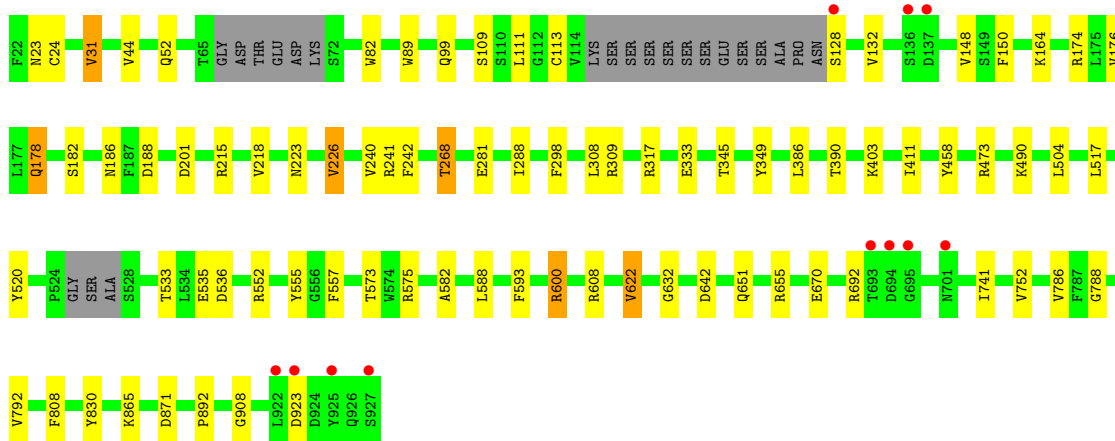 F22 N23 C24 V31 V44 Q52 T65 GLY ASP THR GLU ASP LYS S72 W82 W89 Q99 S109 S110 L111 G112 C113 V114 LYS SER SER SER SER SER SER GLU SER SER ALA PRO ASN S128 V132 S136 D137 V148 S149 F150 K164 R174 L175 V176
L177 Q178 S182 N186 F187 D188 D201 R215 V218 N223 V226 V240 R241 F242 T268 E281 I288 F298 L308 R309 R317 E333 T345 Y349 L386 T390 K403 I411 Y458 R473 K490 L504 L517
Y520 P524 GLY SER ALA S528 T533 L534 E535 D536 R552 Y555 G556 F557 T573 W574 R575 A582 L588 F593 R600 R608 V622 G632 D642 Q651 R655 E670 R692 T693 D694 G695 N701 I741 V752 V786 F787 G788
V792 F808 Y830 K865 D871 P892 G908 L922 D923 D924 Y925 Q926 S927